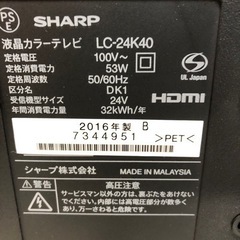 PS
E
SHARP
液晶カラーテレビ LC-24K40
定格電圧 100V~
定格消費電力 53W
定格周波数 50/60Hz
区分名 DK1
受信機型サイズ 24V
年間消費電力量 32kWh/年
UL Japan
HDMI
2016年製 B
7344951
>PET<
シャープ株式会社 MADE IN MALAYSIA
警告
高圧注意
サービスマン以外の方は、裏ぶたをあけないで
ください。内部には高電圧部分が数多くあり、
万一さわると危険です。